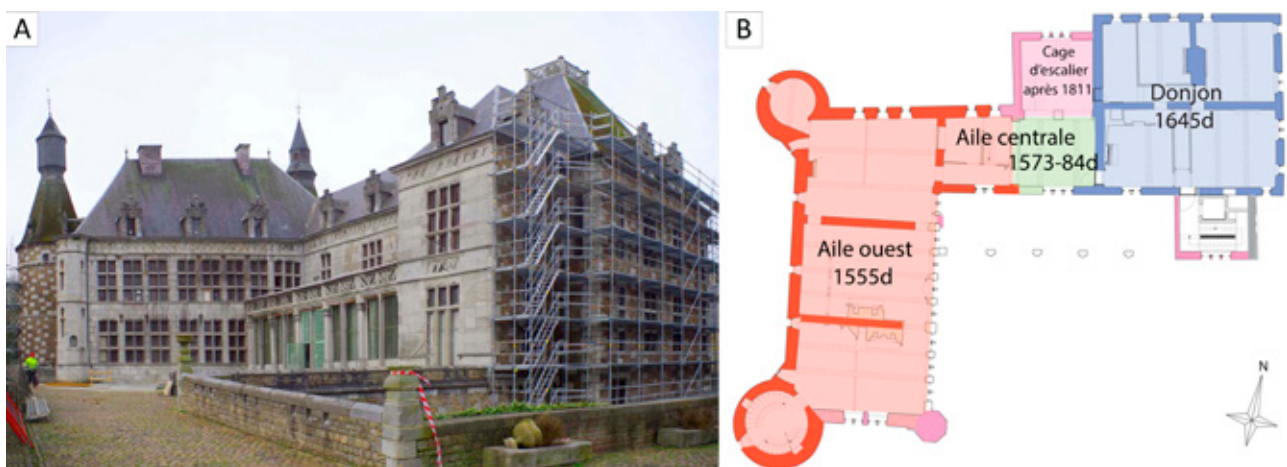 A
B
Cage
d'escalier
après 1811
Donjon
1645d
Aile centrale
1573-84d
Aile ouest
1555d
N